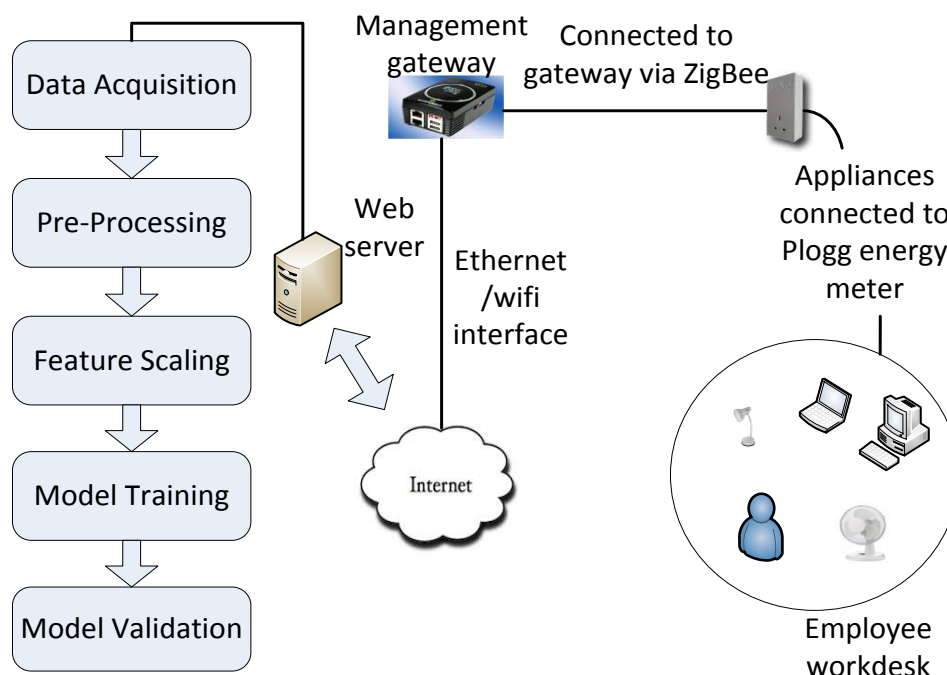 Data Acquisition
Pre-Processing
Feature Scaling
Model Training
Model Validation
Web
server
Management
gateway
Ethernet
/wifi
interface
Internet
Connected to
gateway via ZigBee
Appliances
connected to
Plogg energy
meter
Employee
workdesk